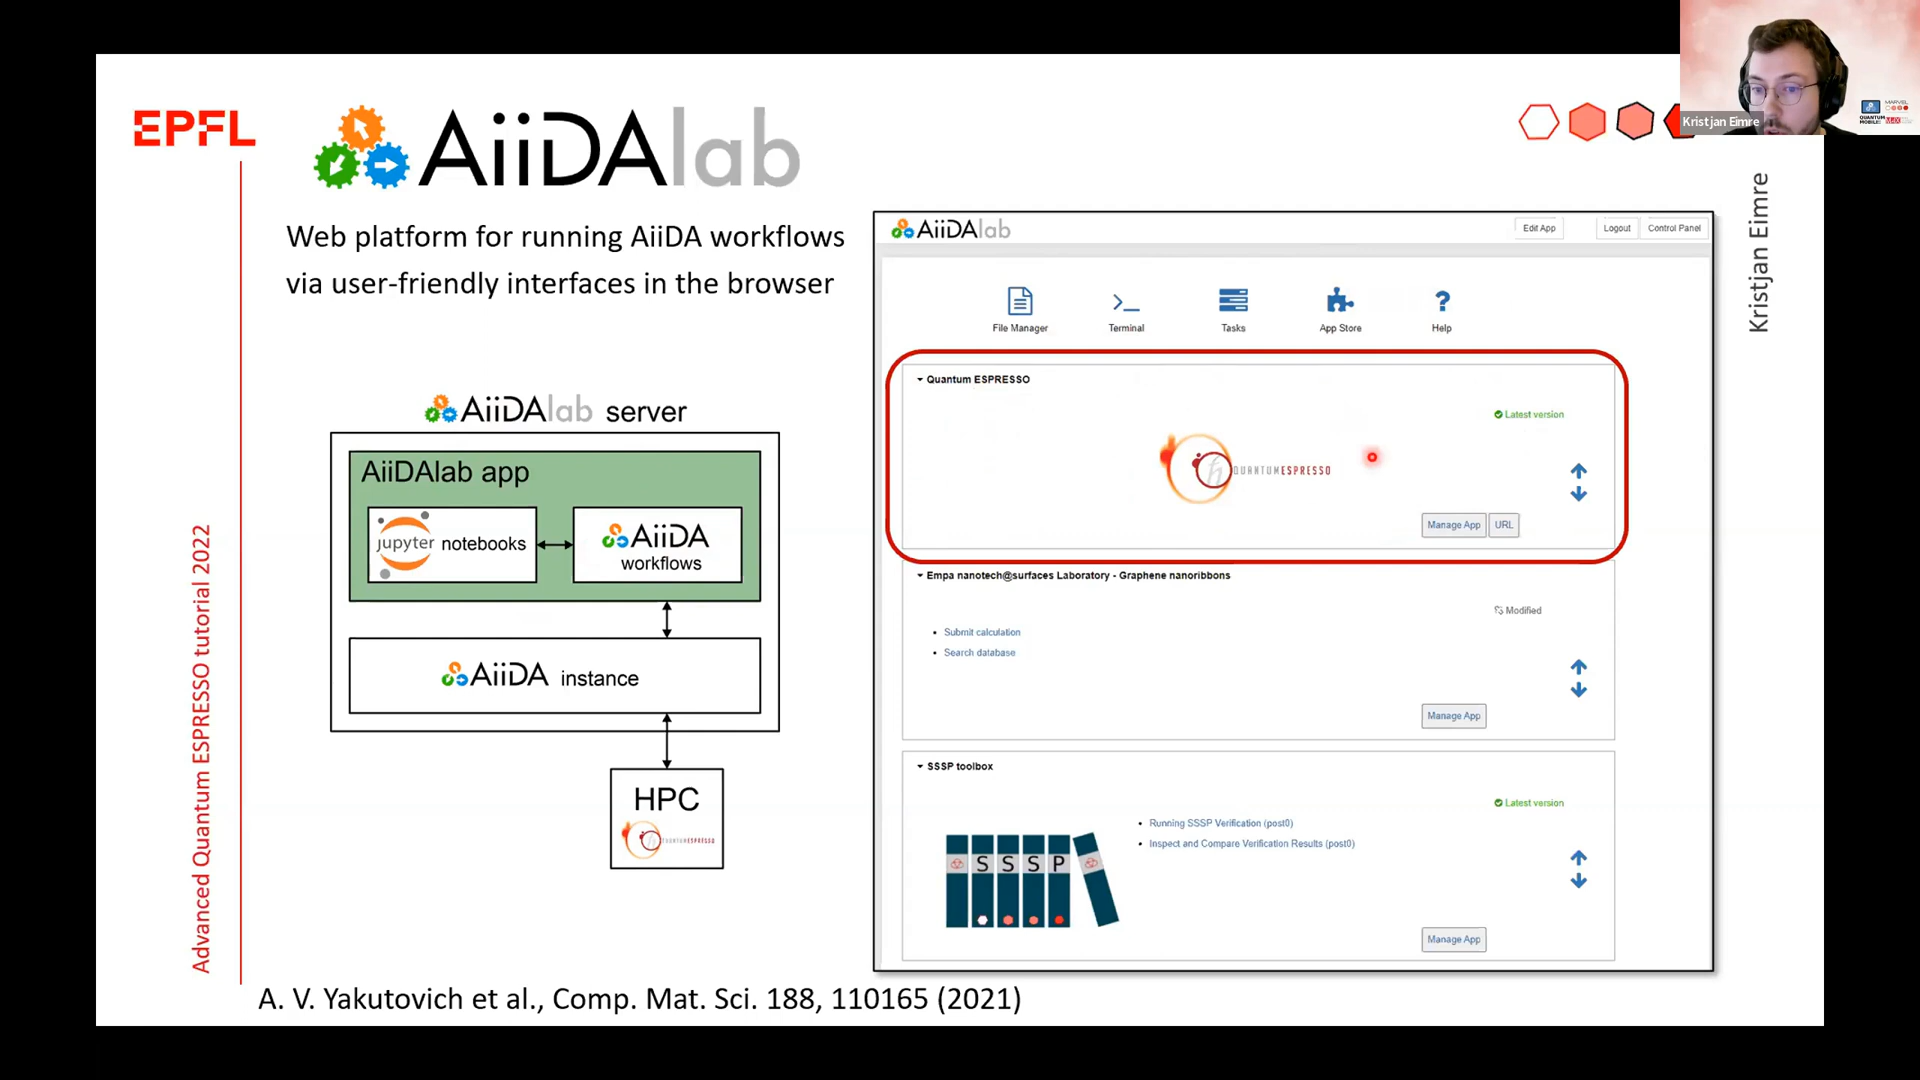 EPFL
AiiDAlab
Kristjan Eimre
Web platform for running AiiDA workflows
via user-friendly interfaces in the browser
Kristjan Eimre
Advanced Quantum ESPRESSO tutorial 2022
AiiDAlab server
AiiDAlab app
jupyter notebooks
AiiDA
workflows
AiiDA instance
HPC
QUANTUMESPRESSO
AiiDAlab
Edit App
Logout
Control Panel
File Manager
Terminal
Tasks
App Store
Help
Quantum ESPRESSO
Latest version
QUANTUMESPRESSO
Manage App
URL
Empa nanotech@surfaces Laboratory - Graphene nanoribbons
Modified
Submit calculation
Search database
Manage App
SSSP toolbox
Latest version
Running SSSP Verification (post0)
Inspect and Compare Verification Results (post0)
S S S P
Manage App
A. V. Yakutovich et al., Comp. Mat. Sci. 188, 110165 (2021)